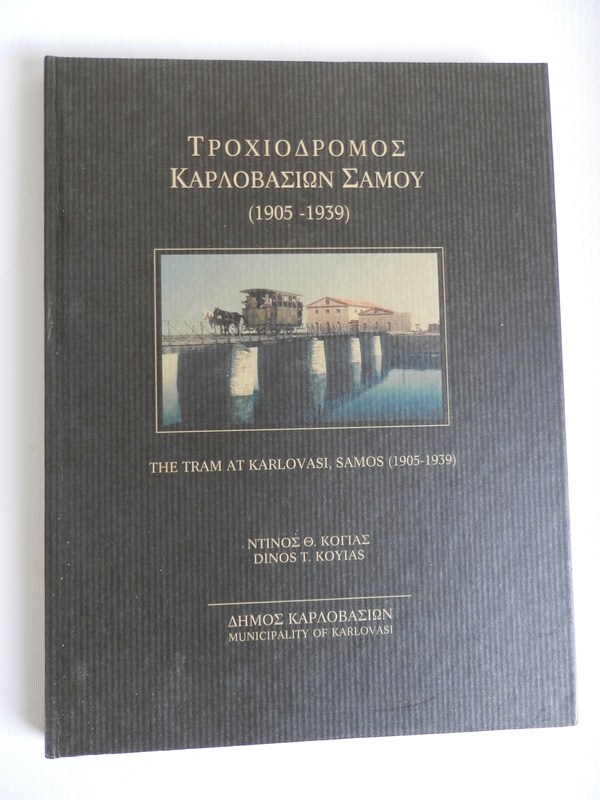 ΤΡΟΧΙΟΔΡΟΜΟΣ
ΚΑΡΛΟΒΑΣΙΩΝ ΣΑΜΟΥ
(1905 -1939)
THE TRAM AT KARLOVASI, SAMOS (1905-1939)
ΝΤΙΝΟΣ Θ. ΚΟΓΙΑΣ
DINOS T. KOYIAS
ΔΗΜΟΣ ΚΑΡΛΟΒΑΣΙΩΝ
MUNICIPALITY OF KARLOVASI